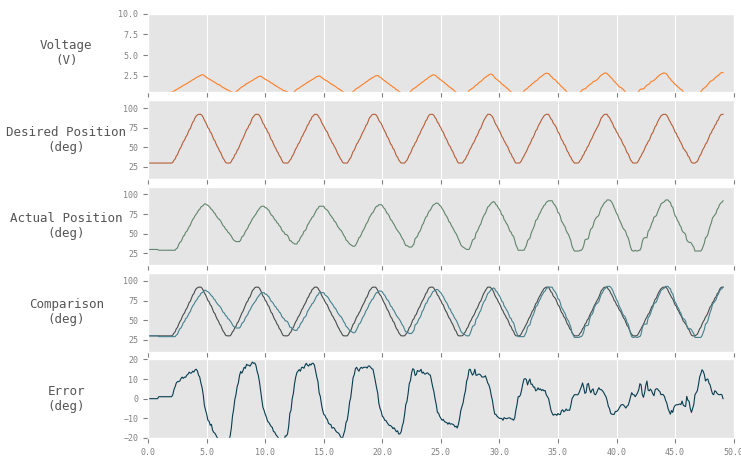 Voltage
(V)
10.0
7.5
5.0
2.5
Desired Position
(deg)
100
75
50
25
Actual Position
(deg)
100
75
50
25
Comparison
(deg)
100
75
50
25
Error
(deg)
20
10
0
−10
−20
0.0 5.0 10.0 15.0 20.0 25.0 30.0 35.0 40.0 45.0 50.0